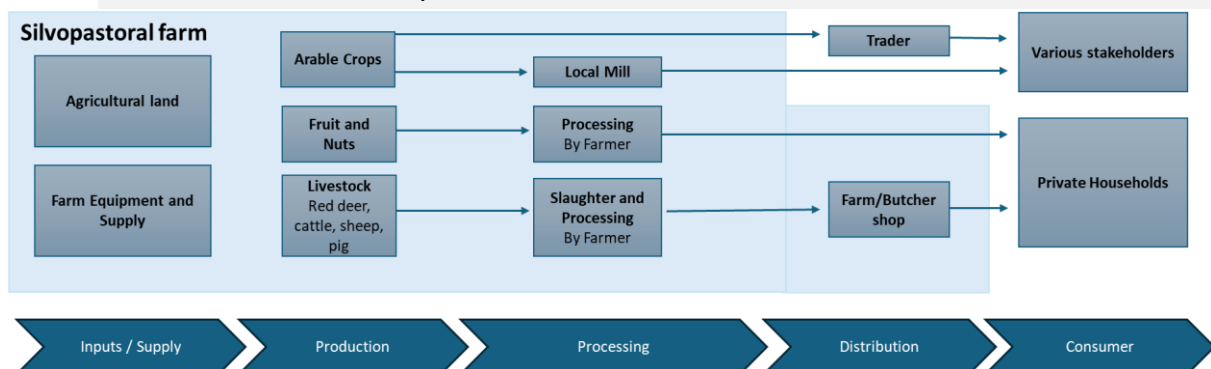 Silvopastoral farm
Agricultural land
Farm Equipment and
Supply
Arable Crops
Fruit and
Nuts
Livestock
Red deer,
cattle, sheep,
pig
Local Mill
Processing
By Farmer
Slaughter and
Processing
By Farmer
Trader
Farm/Butcher
shop
Various stakeholders
Private Households
Inputs / Supply
Production
Processing
Distribution
Consumer